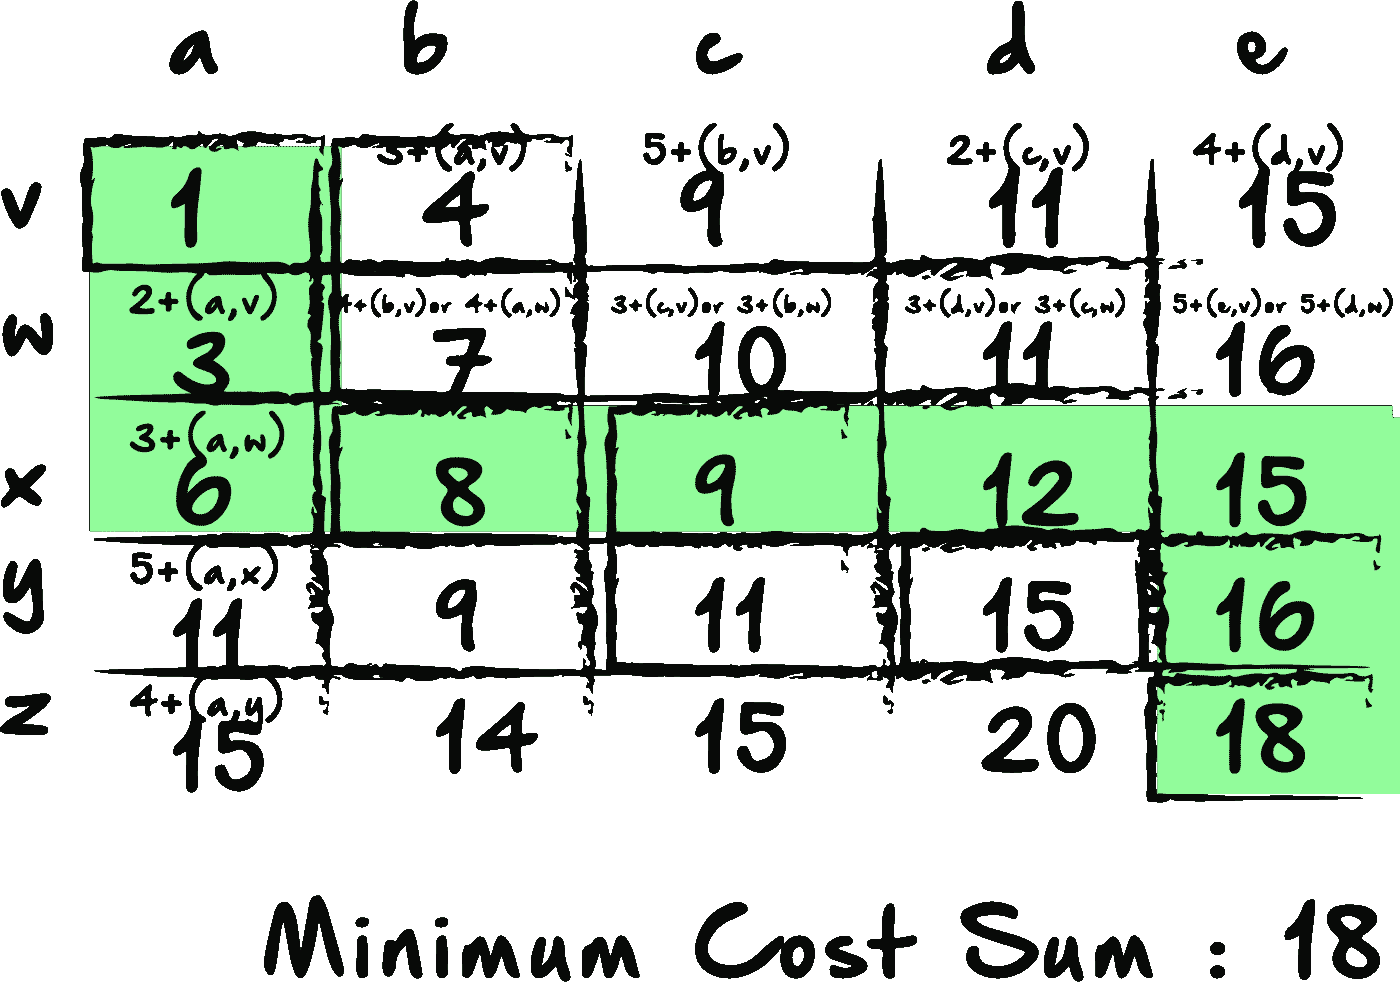 a b c d e
3+(a,v) 5+(b,v) 2+(c,v) 4+(d,v)
v 1 4 9 11 15
2+(a,v) 4+(b,v)or 4+(a,w) 3+(c,v)or 3+(b,w) 3+(d,v)or 3+(c,w) 5+(e,v)or 5+(d,w)
w 3 7 10 11 16
3+(a,w)
x 6 8 9 12 15
5+(a,x)
y 11 9 11 15 16
4+(a,y)
z 15 14 15 20 18
Minimum Cost Sum : 18